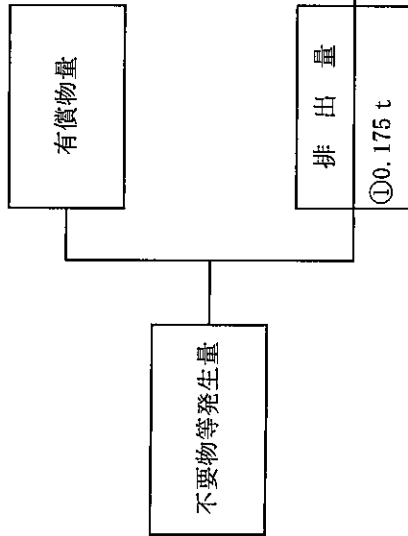 有償物量
不要物等発生量
排出量
①0.175 t